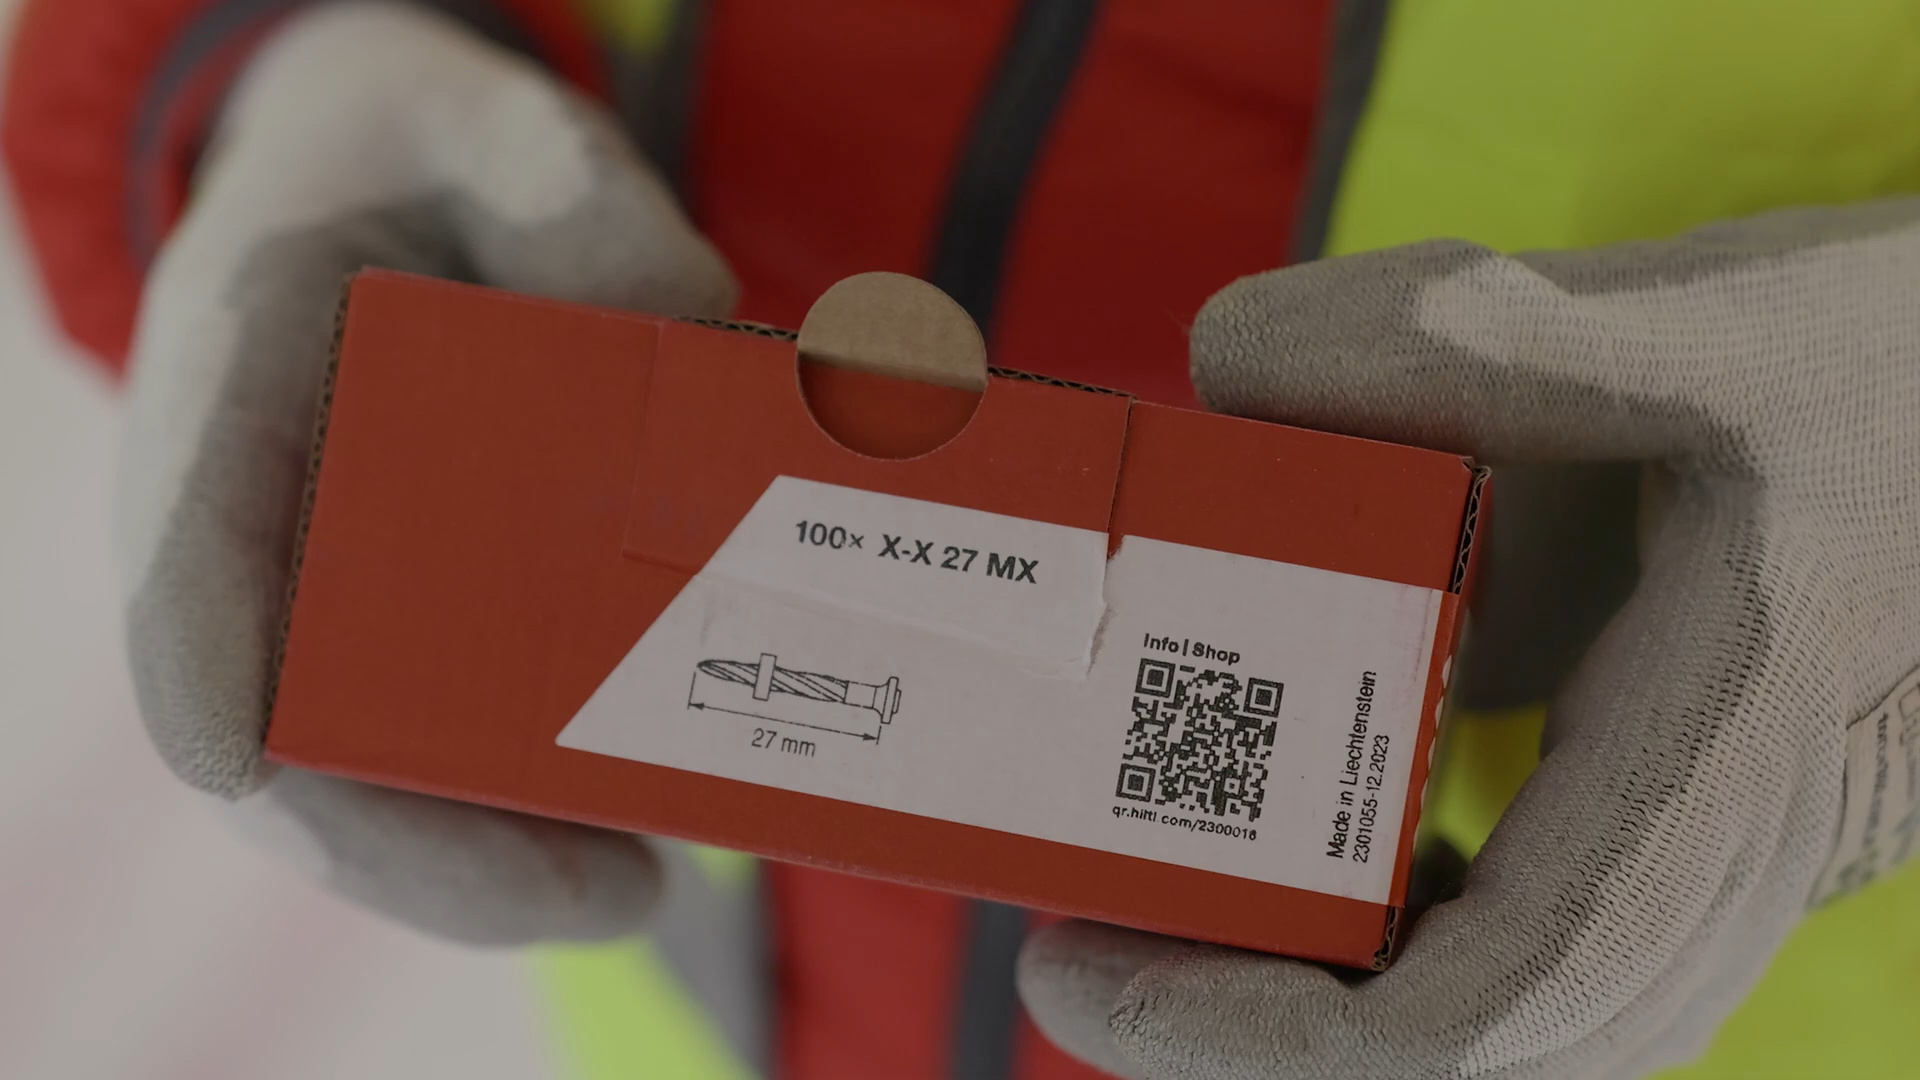 100× X-X 27 MX
27 mm
Info | Shop
qr.hilti.com/2300016
Made in Liechtenstein
2301055-12.2023